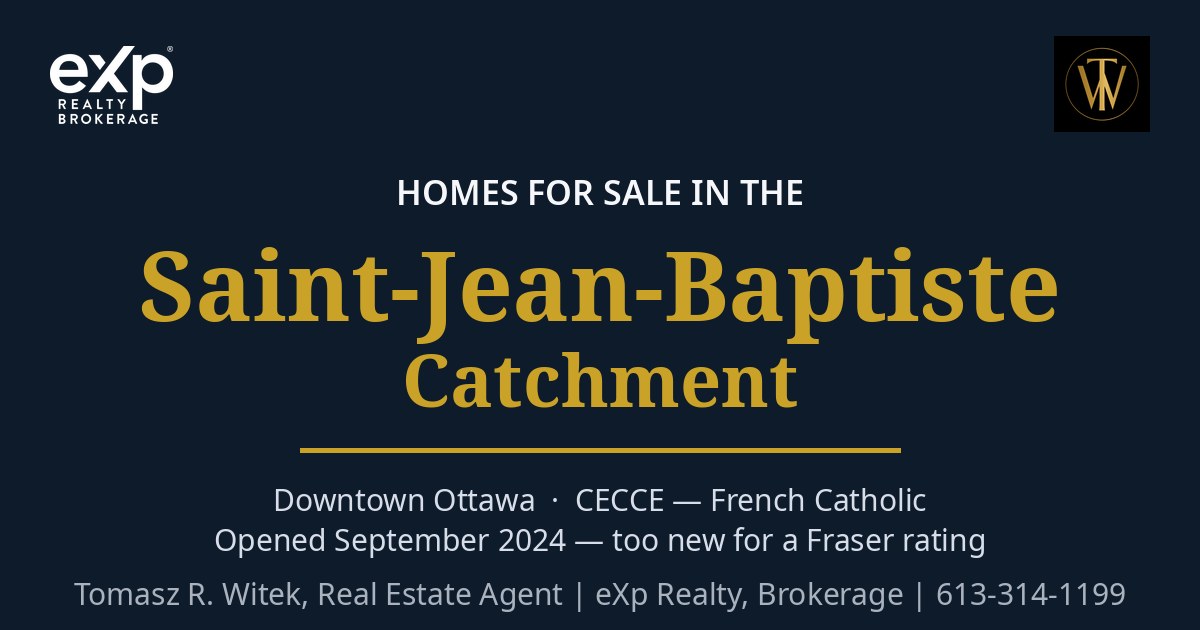 eXp®
REALTY
BROKERAGE
TW
HOMES FOR SALE IN THE
Saint-Jean-Baptiste
Catchment
Downtown Ottawa · CECCE — French Catholic
Opened September 2024 — too new for a Fraser rating
Tomasz R. Witek, Real Estate Agent | eXp Realty, Brokerage | 613-314-1199